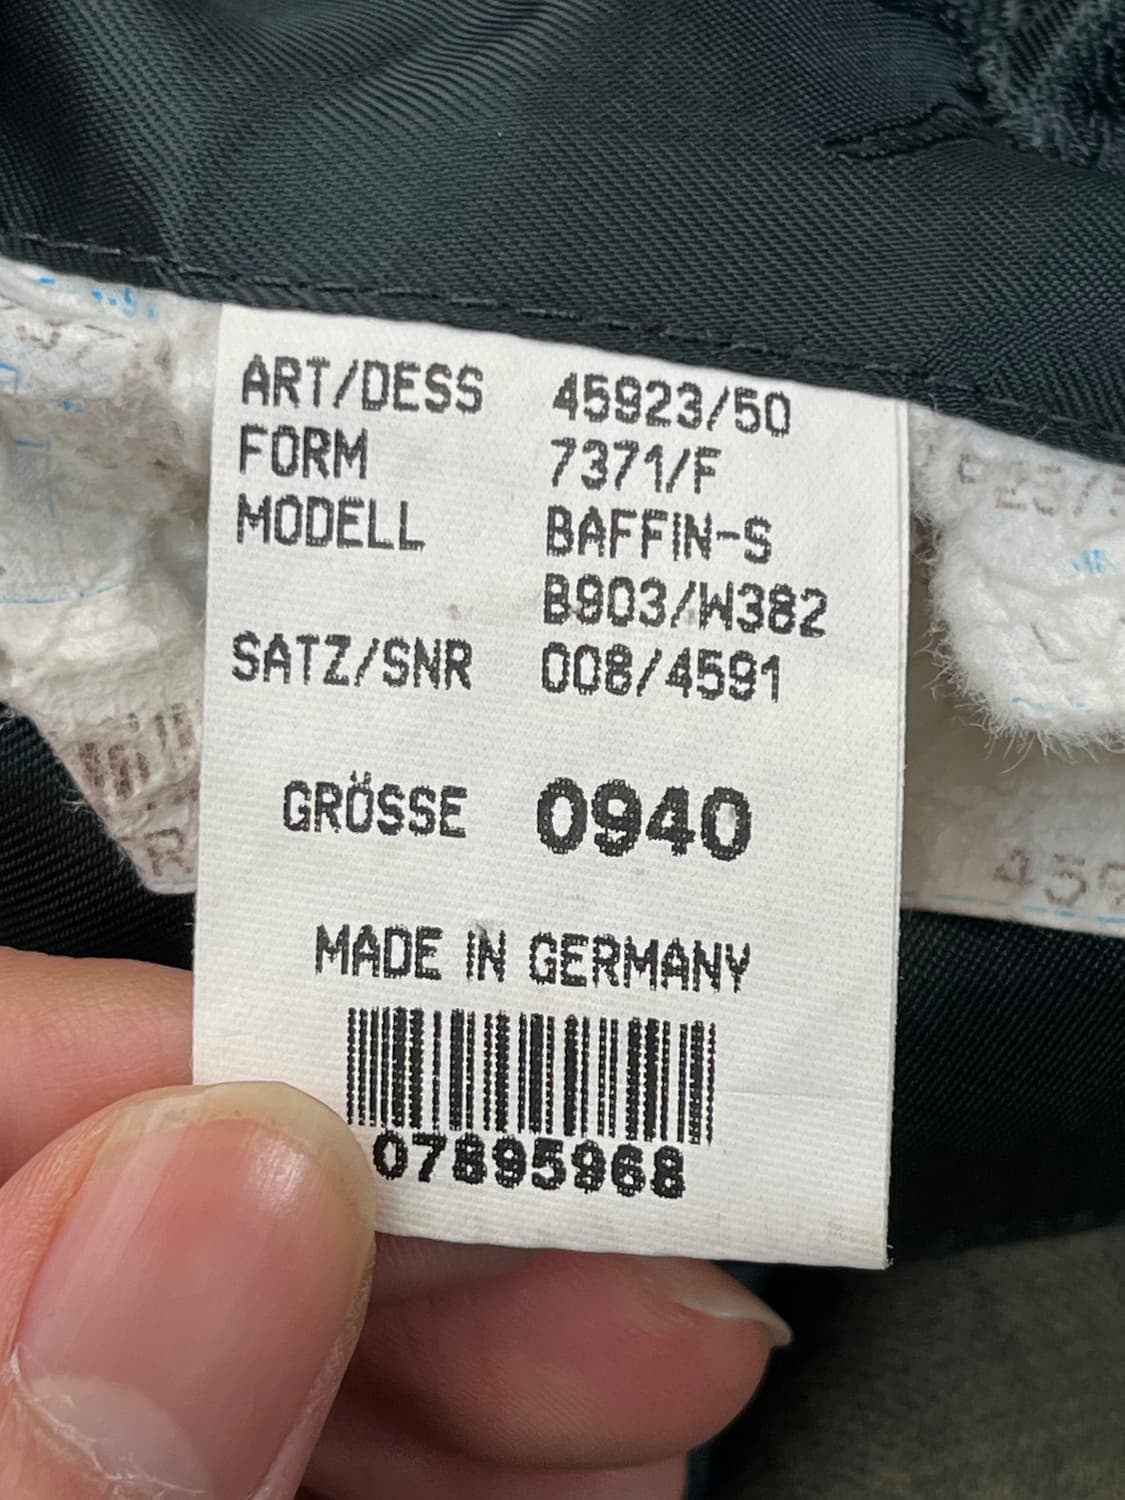 ART/DESS 45923/50
FORM 7371/F
MODELL BAFFIN-S
B903/W382
SATZ/SNR 008/4591
GRÖSSE 0940
MADE IN GERMANY
07895968